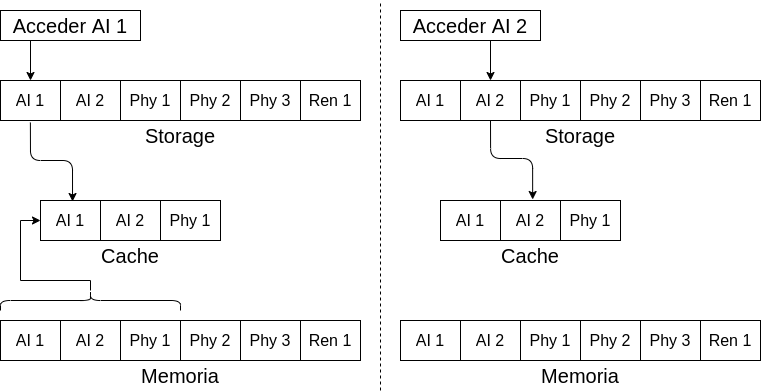 Acceder AI 1
AI 1 AI 2 Phy 1 Phy 2 Phy 3 Ren 1
Storage
AI 1 AI 2 Phy 1
Cache
AI 1 AI 2 Phy 1 Phy 2 Phy 3 Ren 1
Memoria
Acceder AI 2
AI 1 AI 2 Phy 1 Phy 2 Phy 3 Ren 1
Storage
AI 1 AI 2 Phy 1
Cache
AI 1 AI 2 Phy 1 Phy 2 Phy 3 Ren 1
Memoria